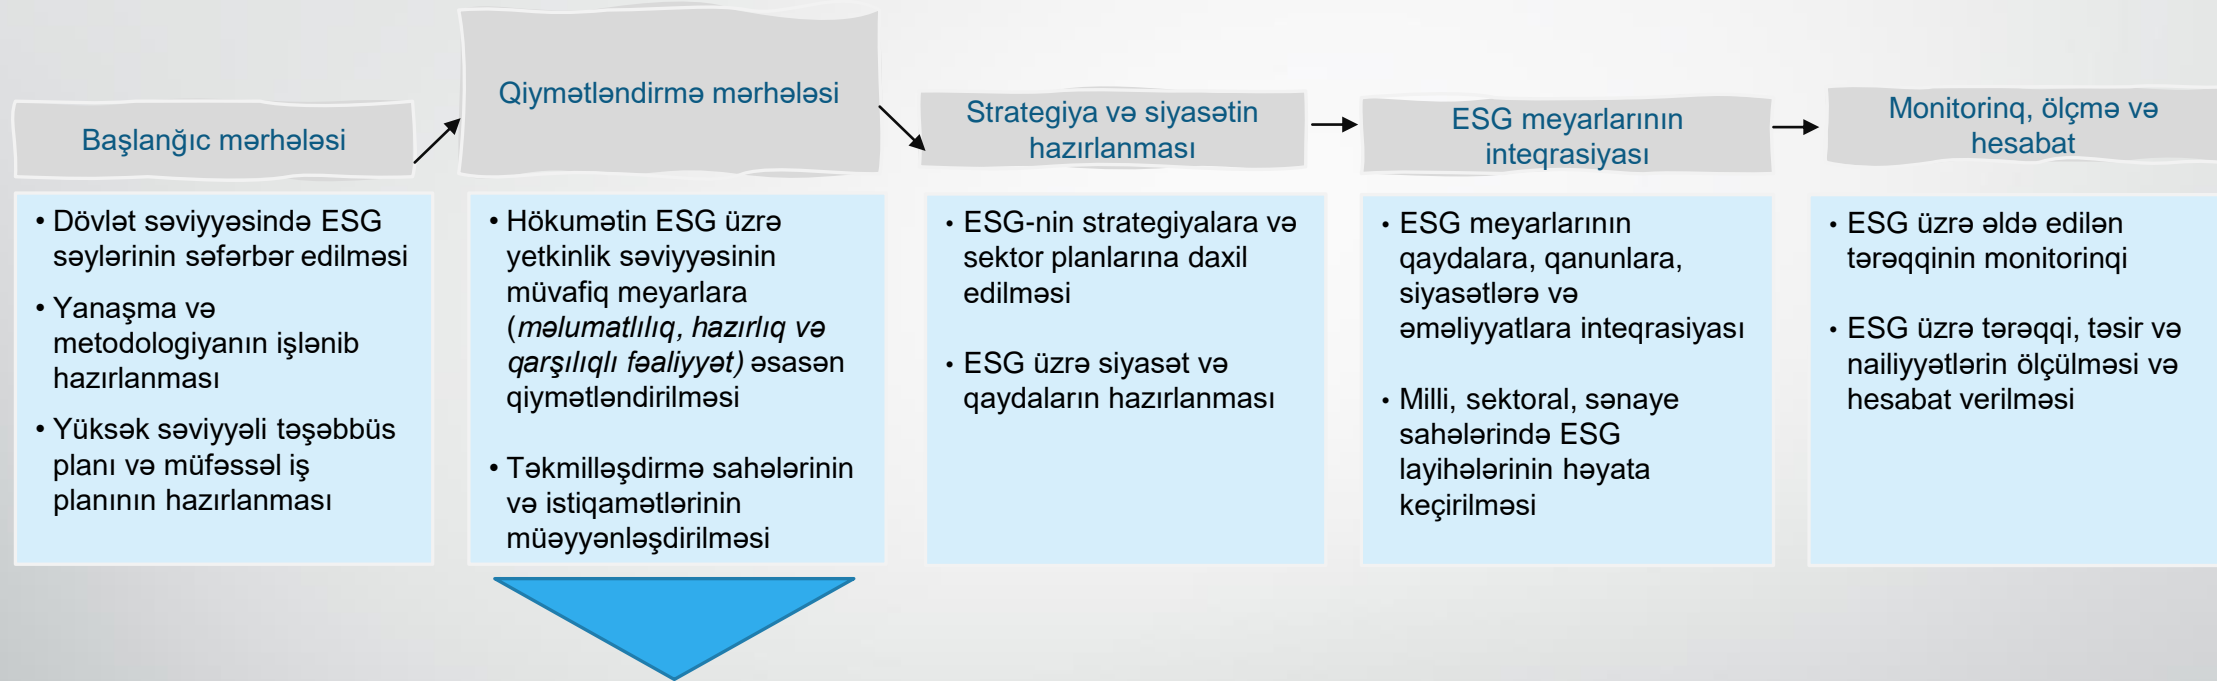 Başlanğıc mərhələsi
• Dövlət səviyyəsində ESG
səylərinin səfərbər edilməsi
• Yanaşma və
metodologiyanın işlənib
hazırlanması
• Yüksək səviyyəli təşəbbüs
planı və müfəssəl iş
planının hazırlanması
Qiymətləndirmə mərhələsi
• Hökumətin ESG üzrə
yetkinlik səviyyəsinin
müvafiq meyarlara
(məlumatlılıq, hazırlıq və
qarşılıqlı fəaliyyət) əsasən
qiymətləndirilməsi
• Təkmilləşdirmə sahələrinin
və istiqamətlərinin
müəyyənləşdirilməsi
Strategiya və siyasətin
hazırlanması
• ESG-nin strategiyalara və
sektor planlarına daxil
edilməsi
• ESG üzrə siyasət və
qaydaların hazırlanması
ESG meyarlarının
inteqrasiyası
• ESG meyarlarının
qaydalara, qanunlara,
siyasətlərə və
əməliyyatlara inteqrasiyası
• Milli, sektoral, sənaye
sahələrində ESG
layihələrinin həyata
keçirilməsi
Monitorinq, ölçmə və
hesabat
• ESG üzrə əldə edilən
tərəqqinin monitorinqi
• ESG üzrə tərəqqi, təsir və
nailiyyətlərin ölçülməsi və
hesabat verilməsi